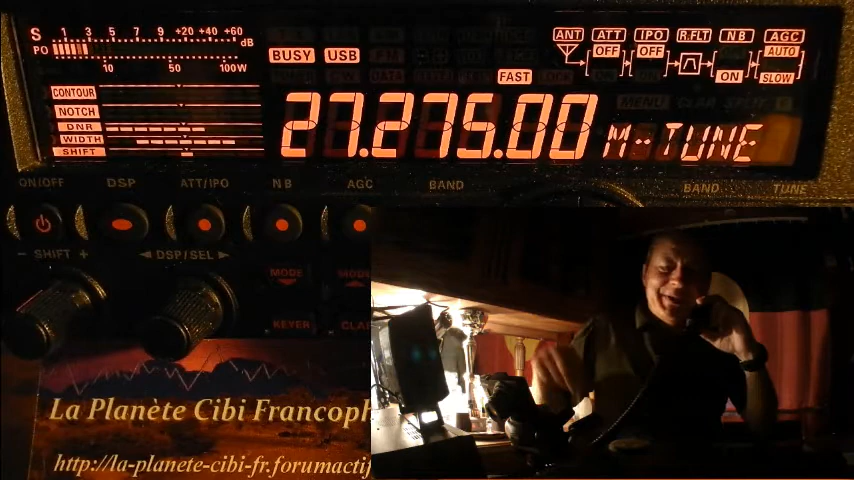 S 1 3 5 7 9 +20 +40 +60 dB
PO 10 50 100W
BUSY USB
ANT ATT IPO R.FLT NB AGC
OFF OFF AUTO
ON SLOW
FAST
CONTOUR
NOTCH
DNR
WIDTH
SHIFT
27.275.00 M-TUNE
ON/OFF DSP ATT/IPO NB AGC BAND BAND TUNE
- SHIFT + DSP/SEL
MODE MODE
KEYER CLAR
La Planète Cibi Francoph
http://la-planete-cibi-fr.forumactif